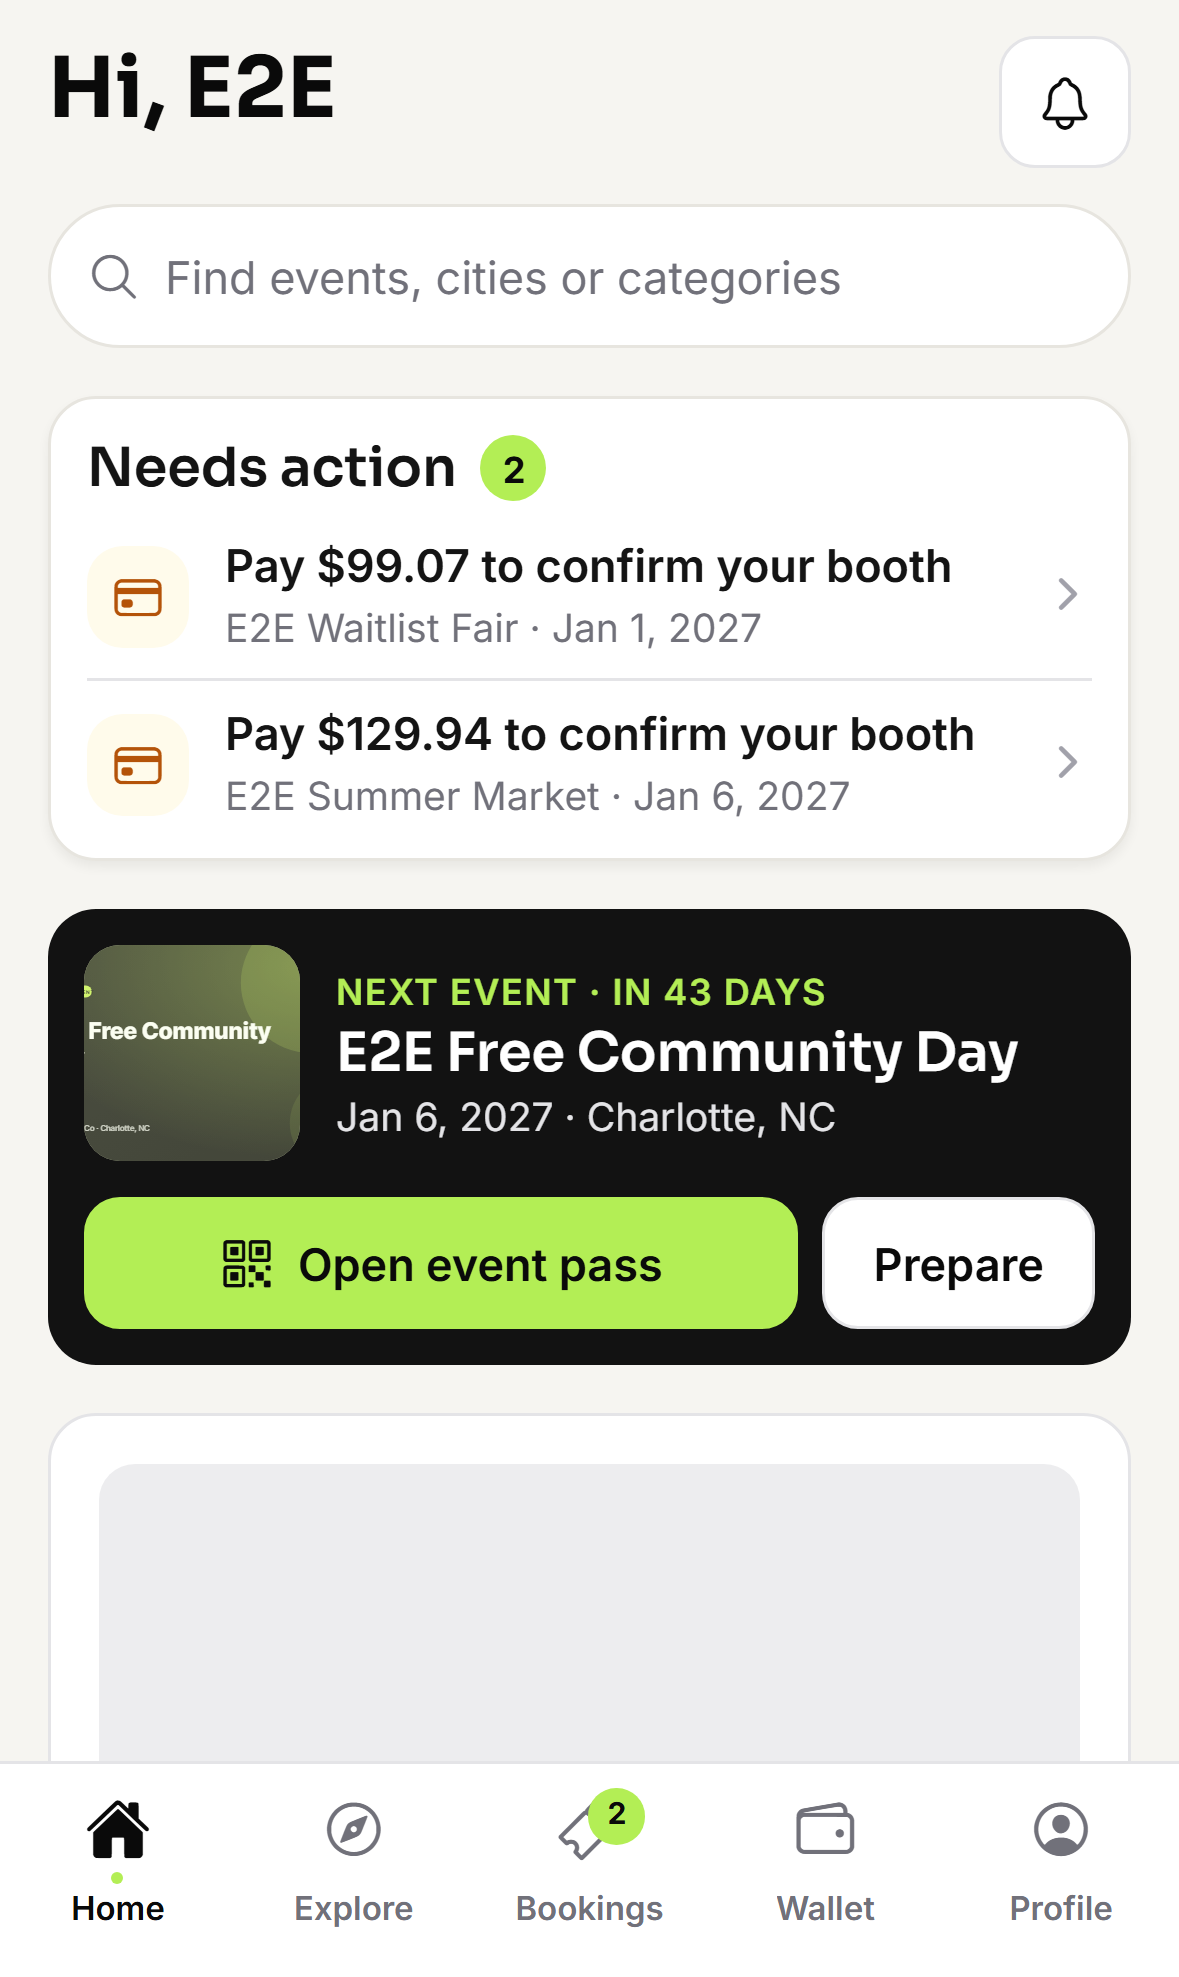 Hi, E2E
Find events, cities or categories
Needs action 2
Pay $99.07 to confirm your booth
E2E Waitlist Fair · Jan 1, 2027
Pay $129.94 to confirm your booth
E2E Summer Market · Jan 6, 2027
Free Community
Co · Charlotte, NC
NEXT EVENT · IN 43 DAYS
E2E Free Community Day
Jan 6, 2027 · Charlotte, NC
Open event pass
Prepare
2
Home
Explore
Bookings
Wallet
Profile